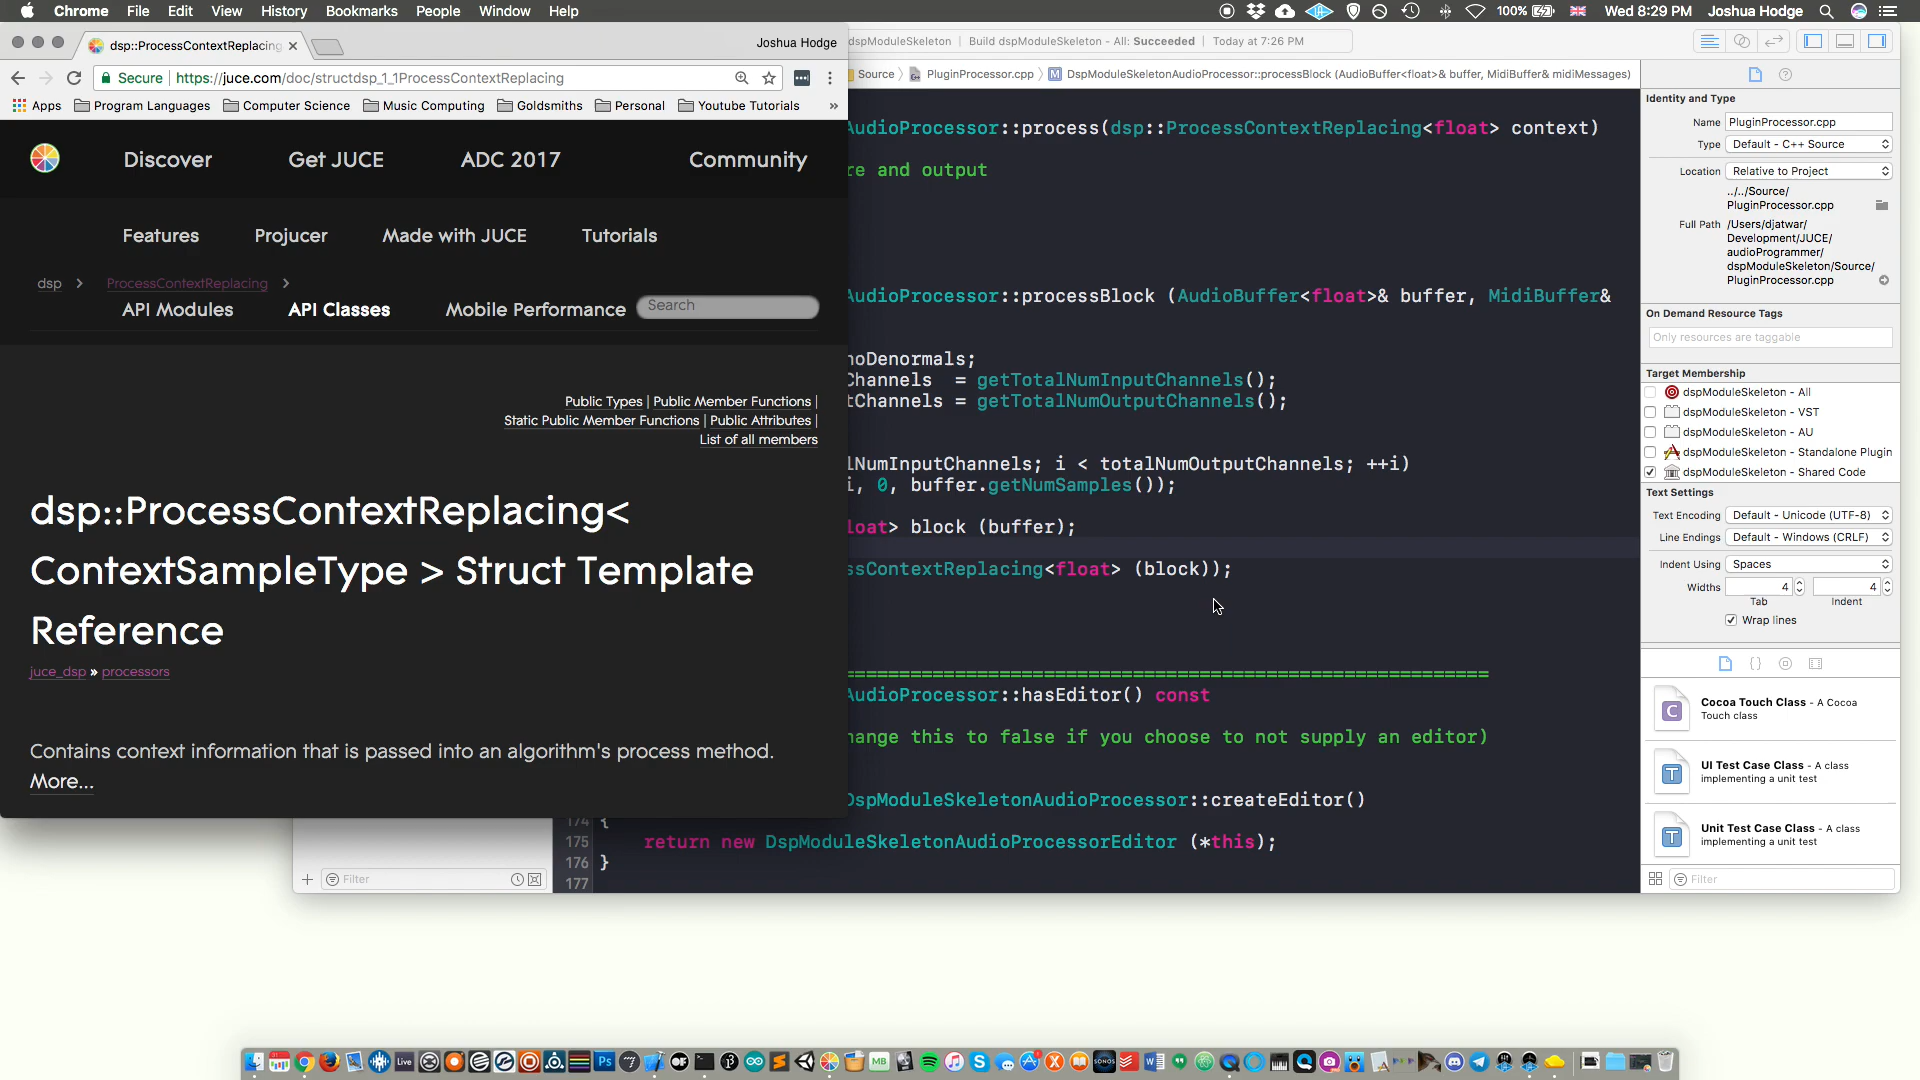 Chrome File Edit View History Bookmarks People Window Help 100% Wed 8:29 PM Joshua Hodge
dsp::ProcessContextReplacing Joshua Hodge
Secure https://juce.com/doc/structdsp_1_1ProcessContextReplacing
Apps Program Languages Computer Science Music Computing Goldsmiths Personal Youtube Tutorials »
Discover Get JUCE ADC 2017 Community
Features Projucer Made with JUCE Tutorials
dsp ProcessContextReplacing
API Modules API Classes Mobile Performance Search
Public Types | Public Member Functions |
Static Public Member Functions | Public Attributes |
List of all members
dsp::ProcessContextReplacing<
ContextSampleType > Struct Template
Reference
juce_dsp » processors
Contains context information that is passed into an algorithm's process method.
More...
dspModuleSkeleton | Build dspModuleSkeleton - All: Succeeded | Today at 7:26 PM
Source PluginProcessor.cpp DspModuleSkeletonAudioProcessor::processBlock (AudioBuffer<float>& buffer, MidiBuffer& midiMessages)
AudioProcessor::process(dsp::ProcessContextReplacing<float> context)
re and output
AudioProcessor::processBlock (AudioBuffer<float>& buffer, MidiBuffer&
noDenormals;
Channels = getTotalNumInputChannels();
tChannels = getTotalNumOutputChannels();
lNumInputChannels; i < totalNumOutputChannels; ++i)
i, 0, buffer.getNumSamples());
loat> block (buffer);
ssContextReplacing<float> (block));
=============================================================
AudioProcessor::hasEditor() const
hange this to false if you choose to not supply an editor)
DspModuleSkeletonAudioProcessor::createEditor()
174 {
175 return new DspModuleSkeletonAudioProcessorEditor (*this);
176 }
177
Filter
Identity and Type
Name PluginProcessor.cpp
Type Default - C++ Source
Location Relative to Project
../../Source/
PluginProcessor.cpp
Full Path /Users/djatwar/
Development/JUCE/
audioProgrammer/
dspModuleSkeleton/Source/
PluginProcessor.cpp
On Demand Resource Tags
Only resources are taggable
Target Membership
dspModuleSkeleton - All
dspModuleSkeleton - VST
dspModuleSkeleton - AU
dspModuleSkeleton - Standalone Plugin
dspModuleSkeleton - Shared Code
Text Settings
Text Encoding Default - Unicode (UTF-8)
Line Endings Default - Windows (CRLF)
Indent Using Spaces
Widths 4 4
Tab Indent
Wrap lines
{ }
C
Cocoa Touch Class - A Cocoa
Touch class
T
UI Test Case Class - A class
implementing a unit test
T
Unit Test Case Class - A class
implementing a unit test
Filter
Live Ps MB SONOS